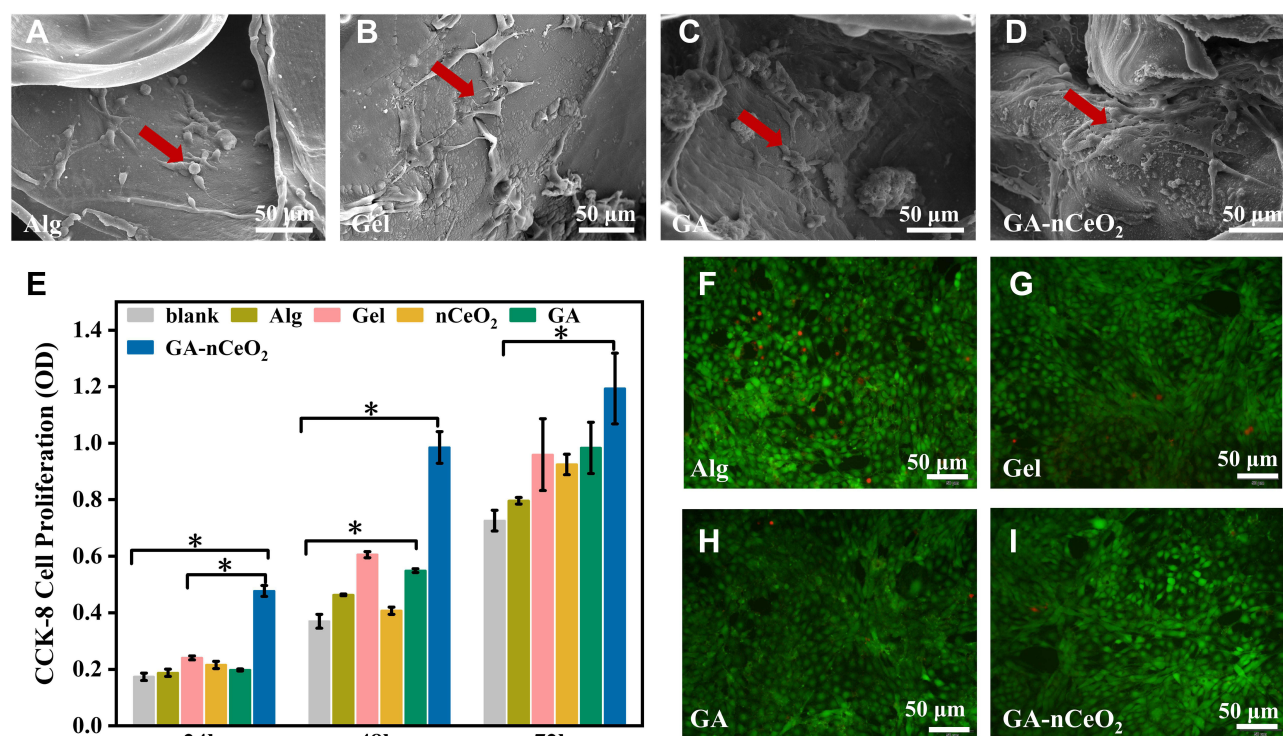 A
Alg
50 μm
B
Gel
50 μm
C
GA
50 μm
D
GA-nCeO₂
50 μm
E
CCK-8 Cell Proliferation (OD)
1.4
1.2
1.0
0.8
0.6
0.4
0.2
0.0
blank
Alg
Gel
nCeO₂
GA
GA-nCeO₂
*
*
*
*
*
F
Alg
50 μm
G
Gel
50 μm
H
GA
50 μm
I
GA-nCeO₂
50 μm